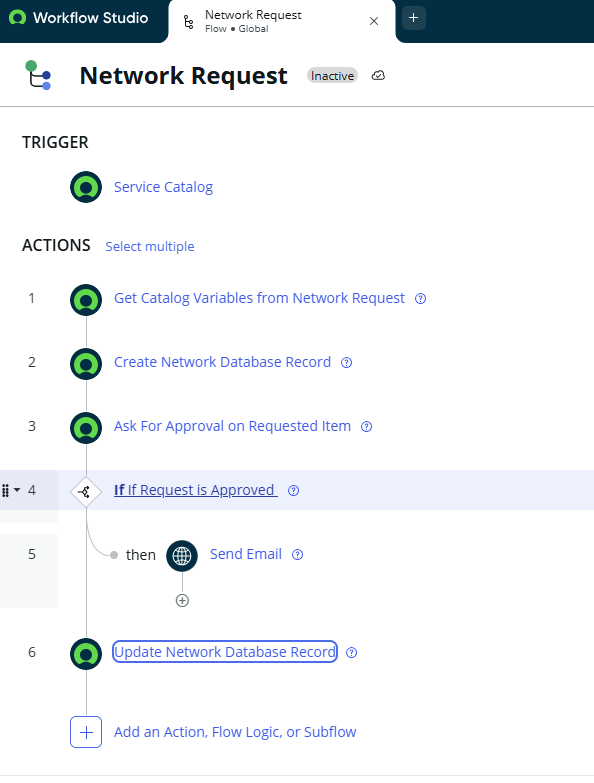 Workflow Studio
Network Request
Flow • Global
Network Request
Inactive
TRIGGER
Service Catalog
ACTIONS Select multiple
1 Get Catalog Variables from Network Request
2 Create Network Database Record
3 Ask For Approval on Requested Item
4 If If Request is Approved
5 then Send Email
6 Update Network Database Record
Add an Action, Flow Logic, or Subflow